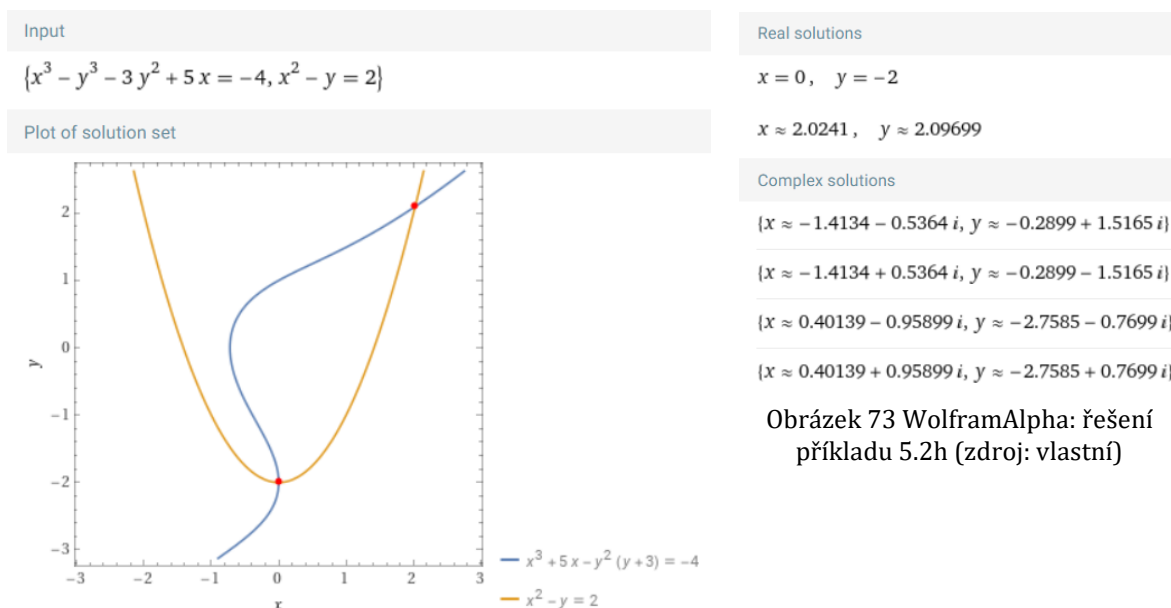 Input
{x³ − y³ − 3 y² + 5 x = −4, x² − y = 2}
Plot of solution set
2
1
0
−1
−2
−3
y
−3 −2 −1 0 1 2 3
x
x³ + 5 x − y² (y + 3) = −4
x² − y = 2
Real solutions
x = 0, y = −2
x ≈ 2.0241, y ≈ 2.09699
Complex solutions
{x ≈ −1.4134 − 0.5364 i, y ≈ −0.2899 + 1.5165 i}
{x ≈ −1.4134 + 0.5364 i, y ≈ −0.2899 − 1.5165 i}
{x ≈ 0.40139 − 0.95899 i, y ≈ −2.7585 − 0.7699 i}
{x ≈ 0.40139 + 0.95899 i, y ≈ −2.7585 + 0.7699 i}
Obrázek 73 WolframAlpha: řešení
příkladu 5.2h (zdroj: vlastní)